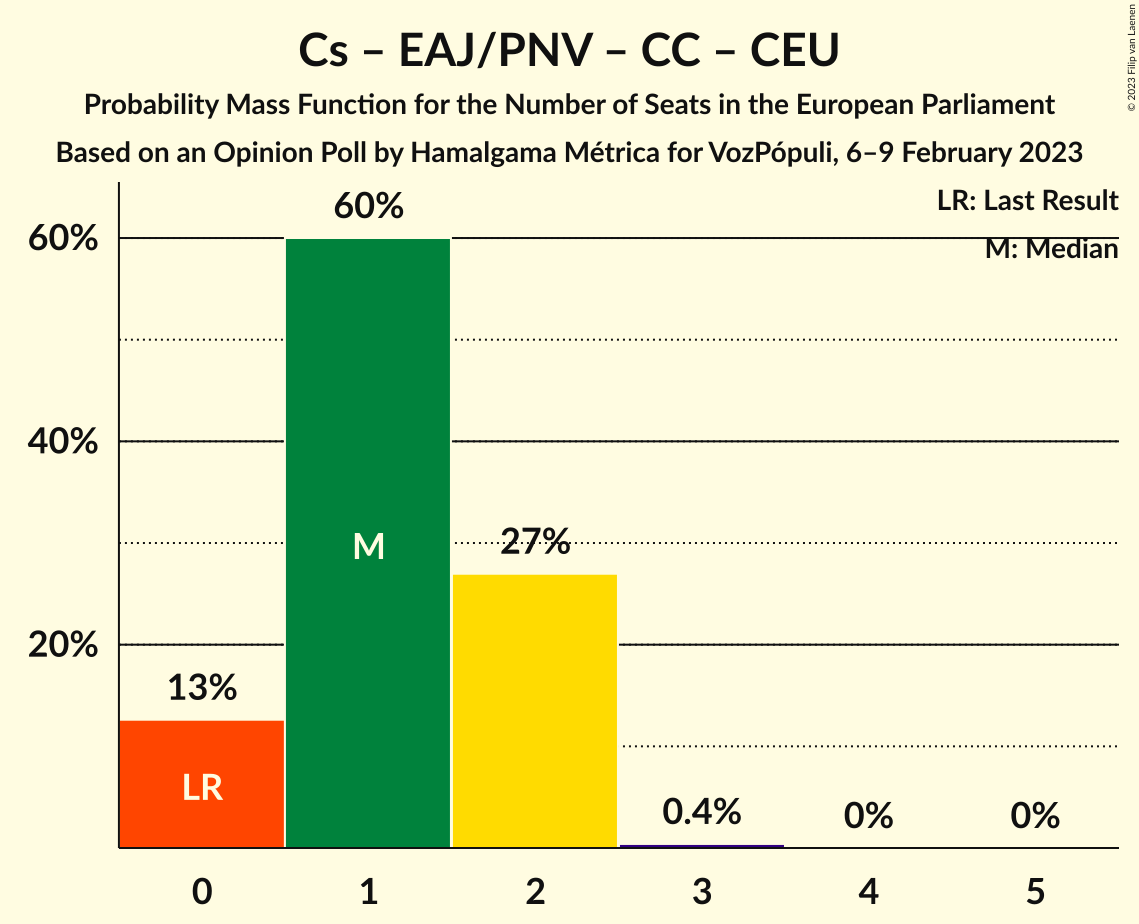 Cs – EAJ/PNV – CC – CEU
Probability Mass Function for the Number of Seats in the European Parliament
Based on an Opinion Poll by Hamalgama Métrica for VozPópuli, 6–9 February 2023
© 2023 Filip van Laenen
LR: Last Result
M: Median
60%
40%
20%
13%
60%
27%
0.4%
0%
0%
LR
M
0 1 2 3 4 5